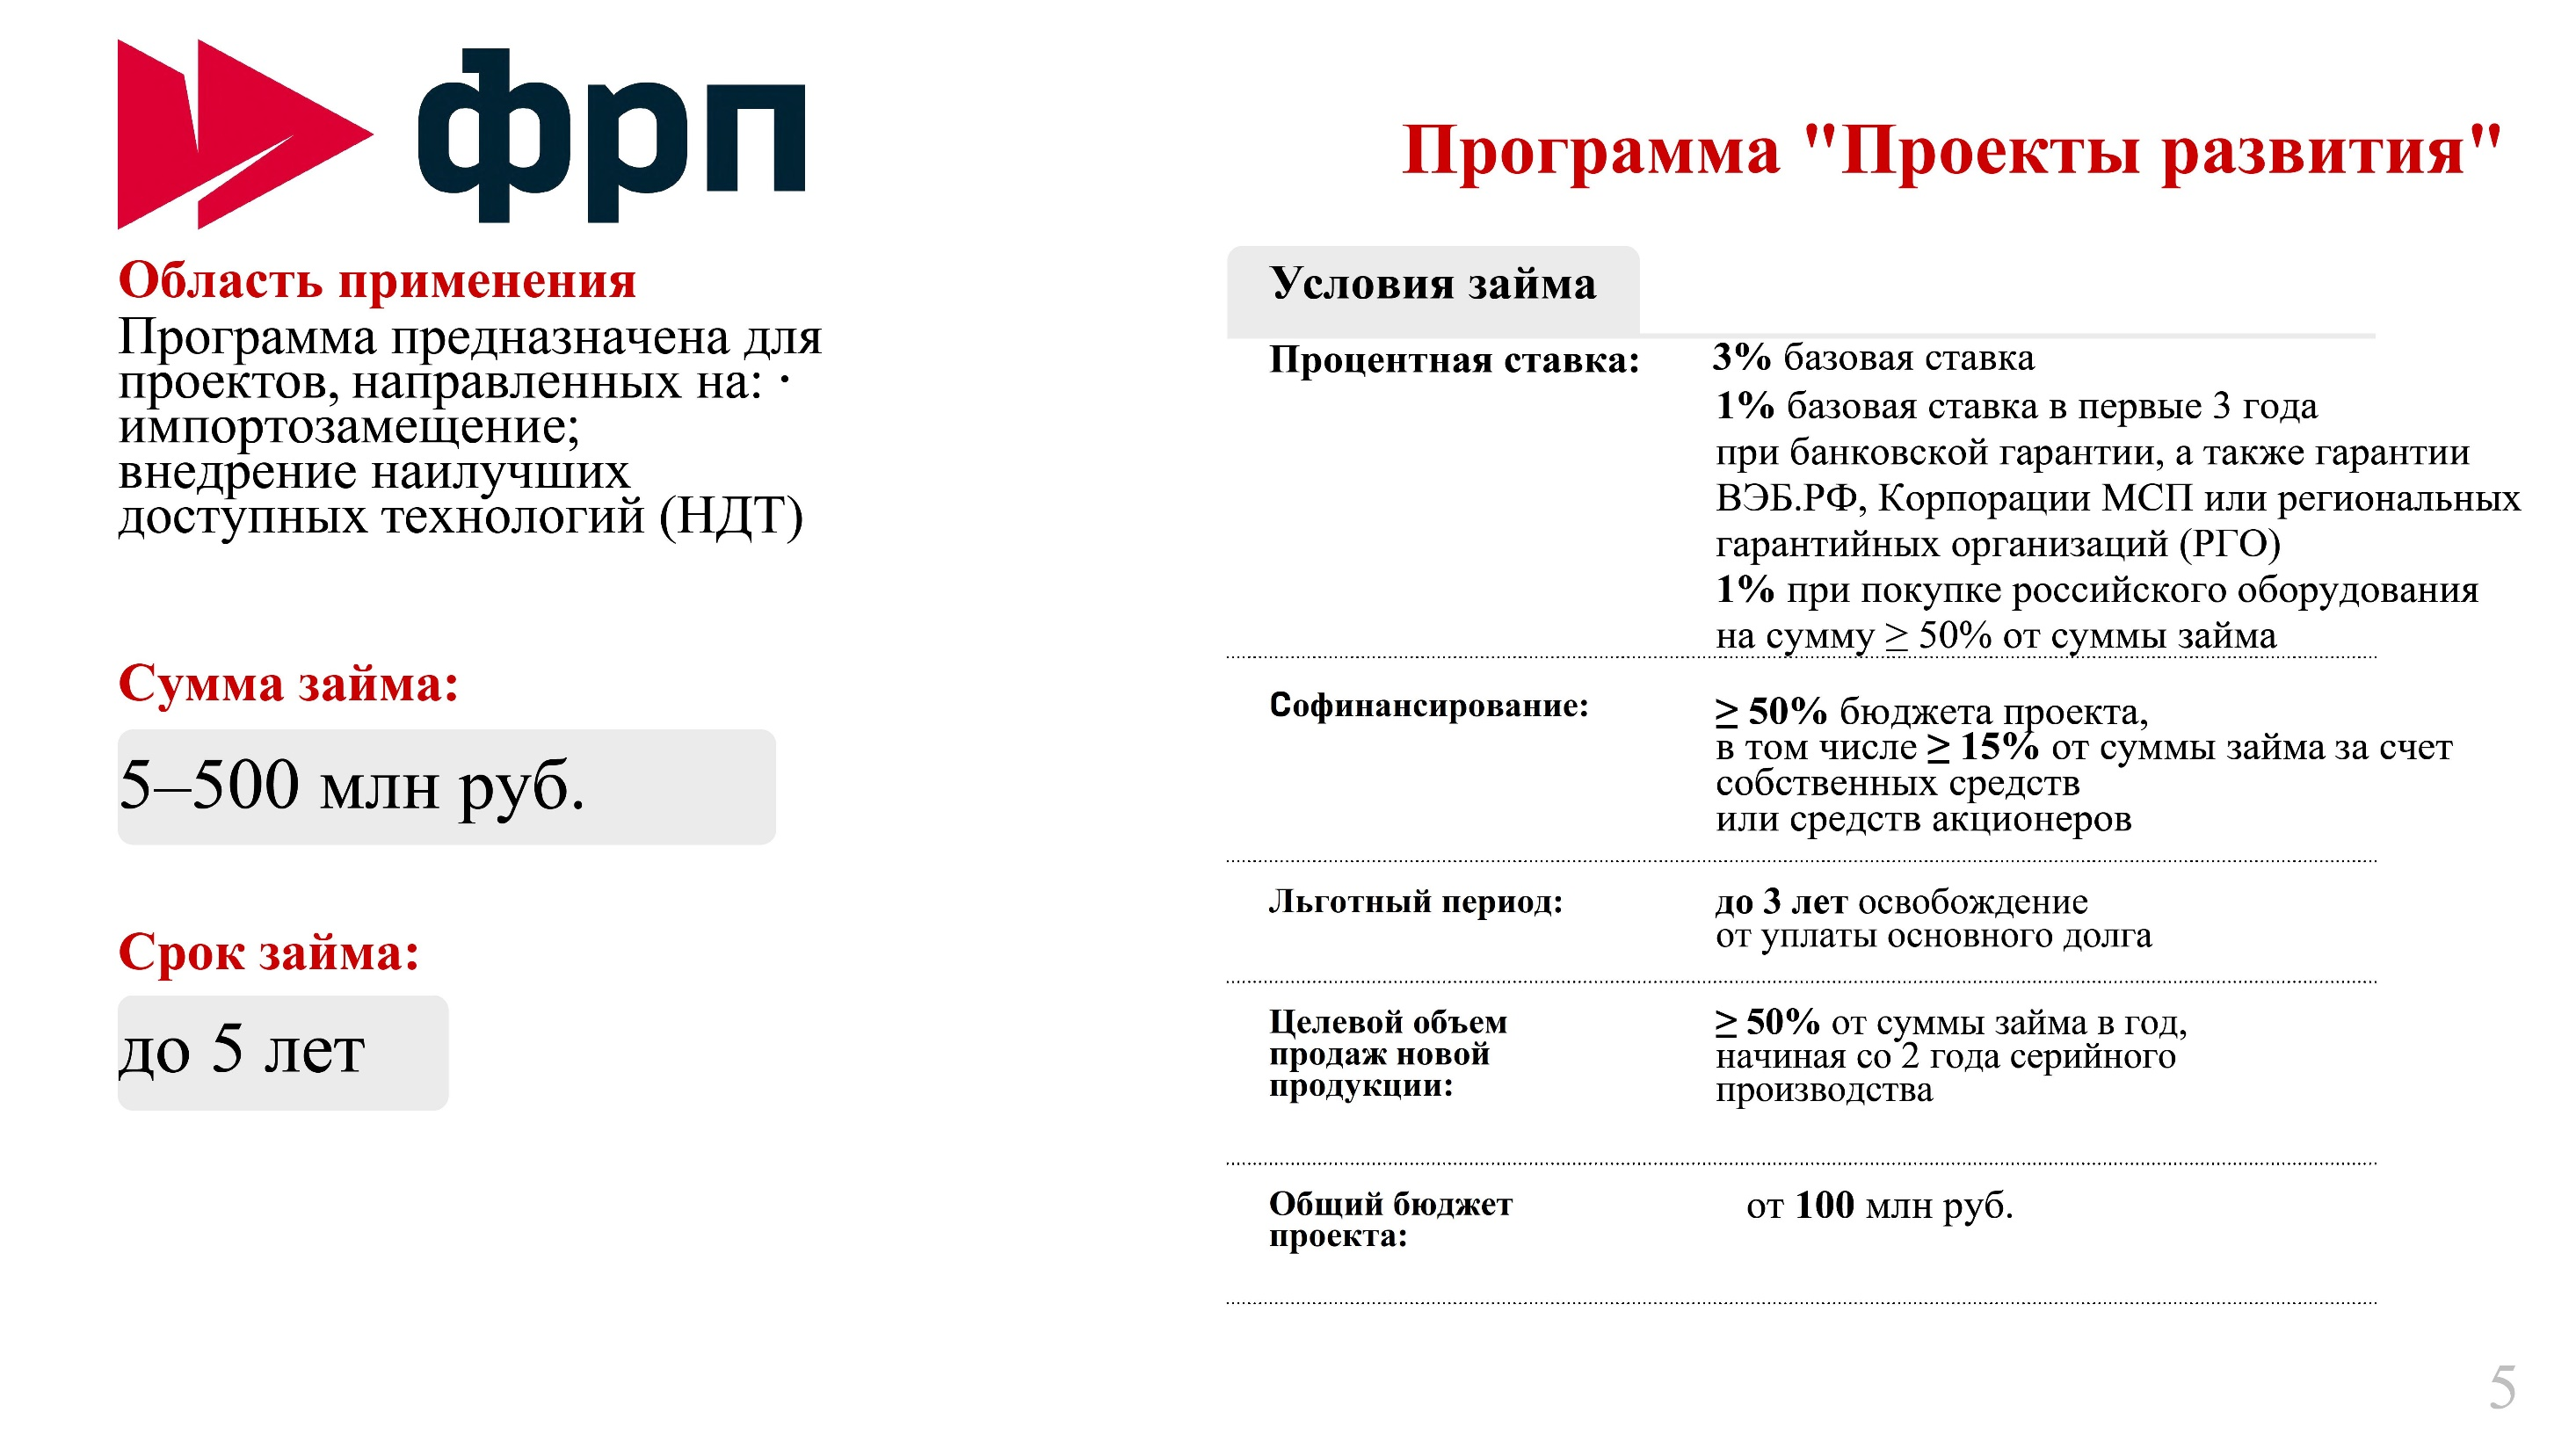 фрп
Программа "Проекты развития"
Область применения
Программа предназначена для
проектов, направленных на: ·
импортозамещение;
внедрение наилучших
доступных технологий (НДТ)
Сумма займа:
5–500 млн руб.
Срок займа:
до 5 лет
Условия займа
Процентная ставка:
3% базовая ставка
1% базовая ставка в первые 3 года
при банковской гарантии, а также гарантии
ВЭБ.РФ, Корпорации МСП или региональных
гарантийных организаций (РГО)
1% при покупке российского оборудования
на сумму ≥ 50% от суммы займа
Софинансирование:
≥ 50% бюджета проекта,
в том числе ≥ 15% от суммы займа за счет
собственных средств
или средств акционеров
Льготный период:
до 3 лет освобождение
от уплаты основного долга
Целевой объем
продаж новой
продукции:
≥ 50% от суммы займа в год,
начиная со 2 года серийного
производства
Общий бюджет
проекта:
от 100 млн руб.
5